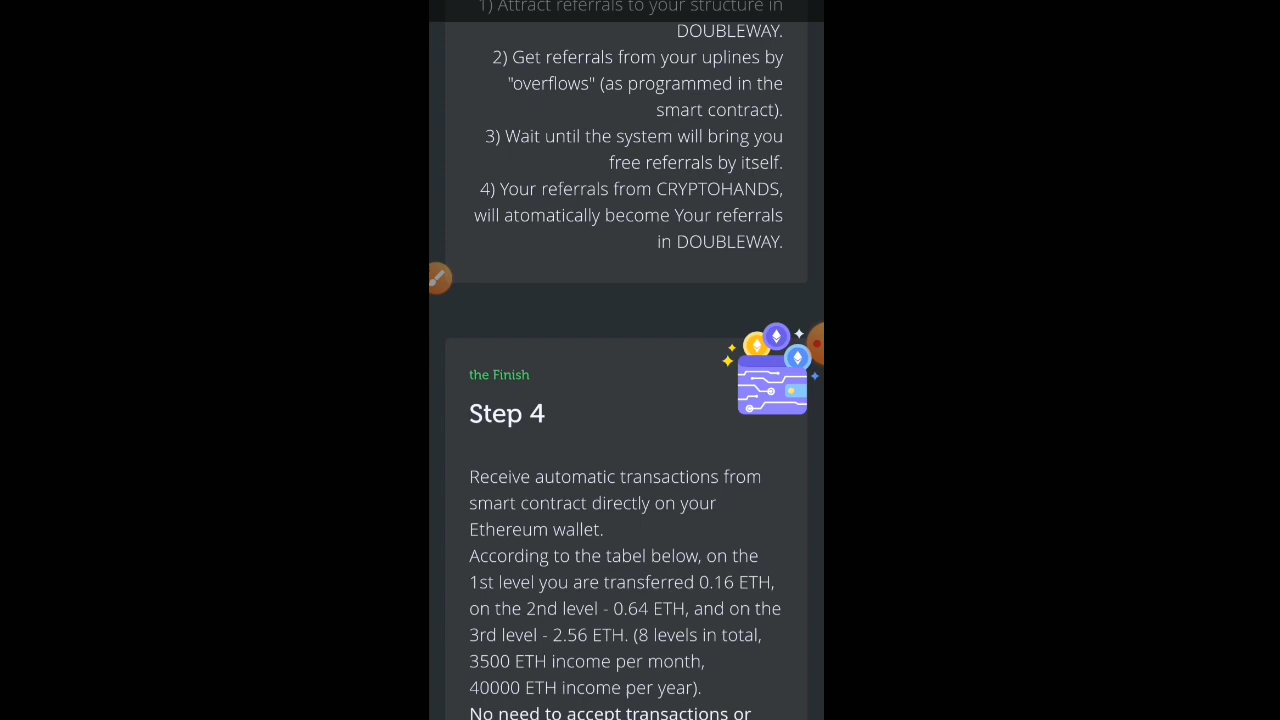 1) Attract referrals to your structure in
DOUBLEWAY.
2) Get referrals from your uplines by
"overflows" (as programmed in the
smart contract).
3) Wait until the system will bring you
free referrals by itself.
4) Your referrals from CRYPTOHANDS,
will atomatically become Your referrals
in DOUBLEWAY.
the Finish
Step 4
Receive automatic transactions from
smart contract directly on your
Ethereum wallet.
According to the tabel below, on the
1st level you are transferred 0.16 ETH,
on the 2nd level - 0.64 ETH, and on the
3rd level - 2.56 ETH. (8 levels in total,
3500 ETH income per month,
40000 ETH income per year).
No need to accept transactions or